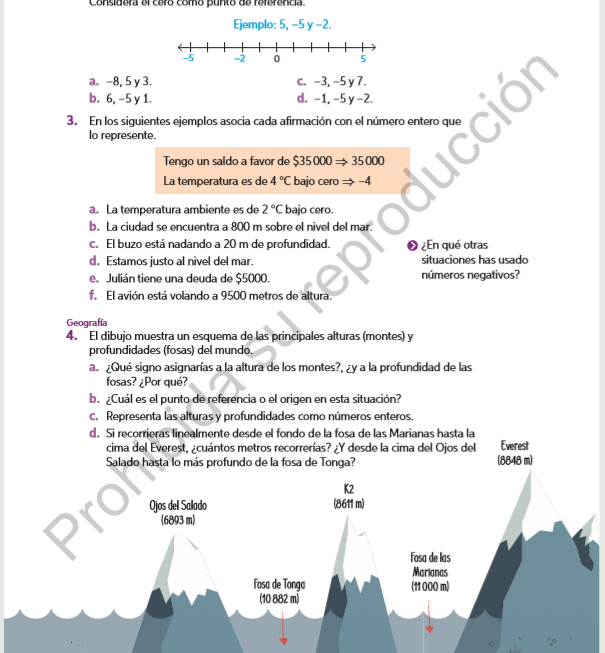 Considera el cero como punto de referencia.
Ejemplo: 5, −5 y −2.
−5 −2 0 5
a. −8, 5 y 3.
b. 6, −5 y 1.
c. −3, −5 y 7.
d. −1, −5 y −2.
3. En los siguientes ejemplos asocia cada afirmación con el número entero que
lo represente.
Tengo un saldo a favor de $35 000 ⇒ 35 000
La temperatura es de 4 °C bajo cero ⇒ −4
a. La temperatura ambiente es de 2 °C bajo cero.
b. La ciudad se encuentra a 800 m sobre el nivel del mar.
c. El buzo está nadando a 20 m de profundidad.
d. Estamos justo al nivel del mar.
e. Julián tiene una deuda de $5000.
f. El avión está volando a 9500 metros de altura.
¿En qué otras
situaciones has usado
números negativos?
Geografía
4. El dibujo muestra un esquema de las principales alturas (montes) y
profundidades (fosas) del mundo.
a. ¿Qué signo asignarías a la altura de los montes?, ¿y a la profundidad de las
fosas? ¿Por qué?
b. ¿Cuál es el punto de referencia o el origen en esta situación?
c. Representa las alturas y profundidades como números enteros.
d. Si recorrieras linealmente desde el fondo de la fosa de las Marianas hasta la
cima del Everest, ¿cuántos metros recorrerías? ¿Y desde la cima del Ojos del
Salado hasta lo más profundo de la fosa de Tonga?
Everest
(8848 m)
K2
(8611 m)
Ojos del Salado
(6893 m)
Fosa de las
Marianas
(11 000 m)
Fosa de Tonga
(10 882 m)
Prohibida su reproducción